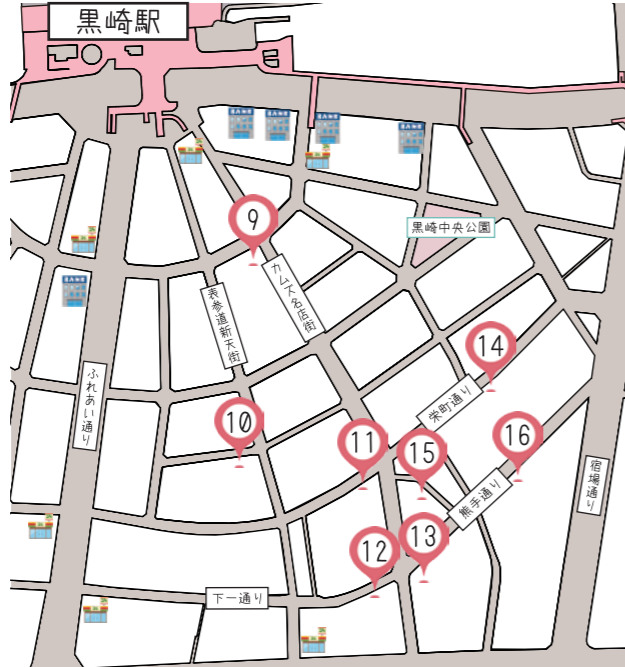 黒崎駅
黒崎中央公園
9
カムズ名店街
表参道新天街
14
ふれあい通り
栄町通り
10
11
15
16
宿場通り
熊手通り
12
13
下一通り